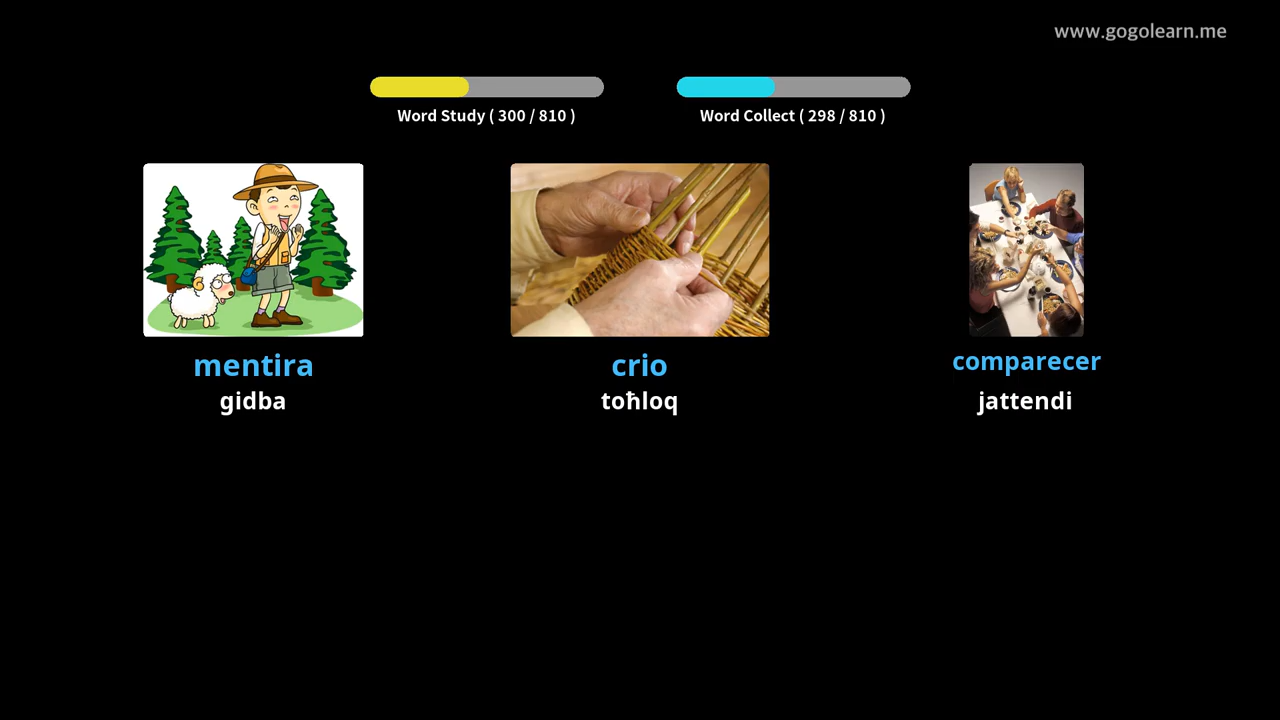 www.gogolearn.me
Word Study ( 300 / 810 )
Word Collect ( 298 / 810 )
mentira
gidba
crio
toħloq
comparecer
jattendi